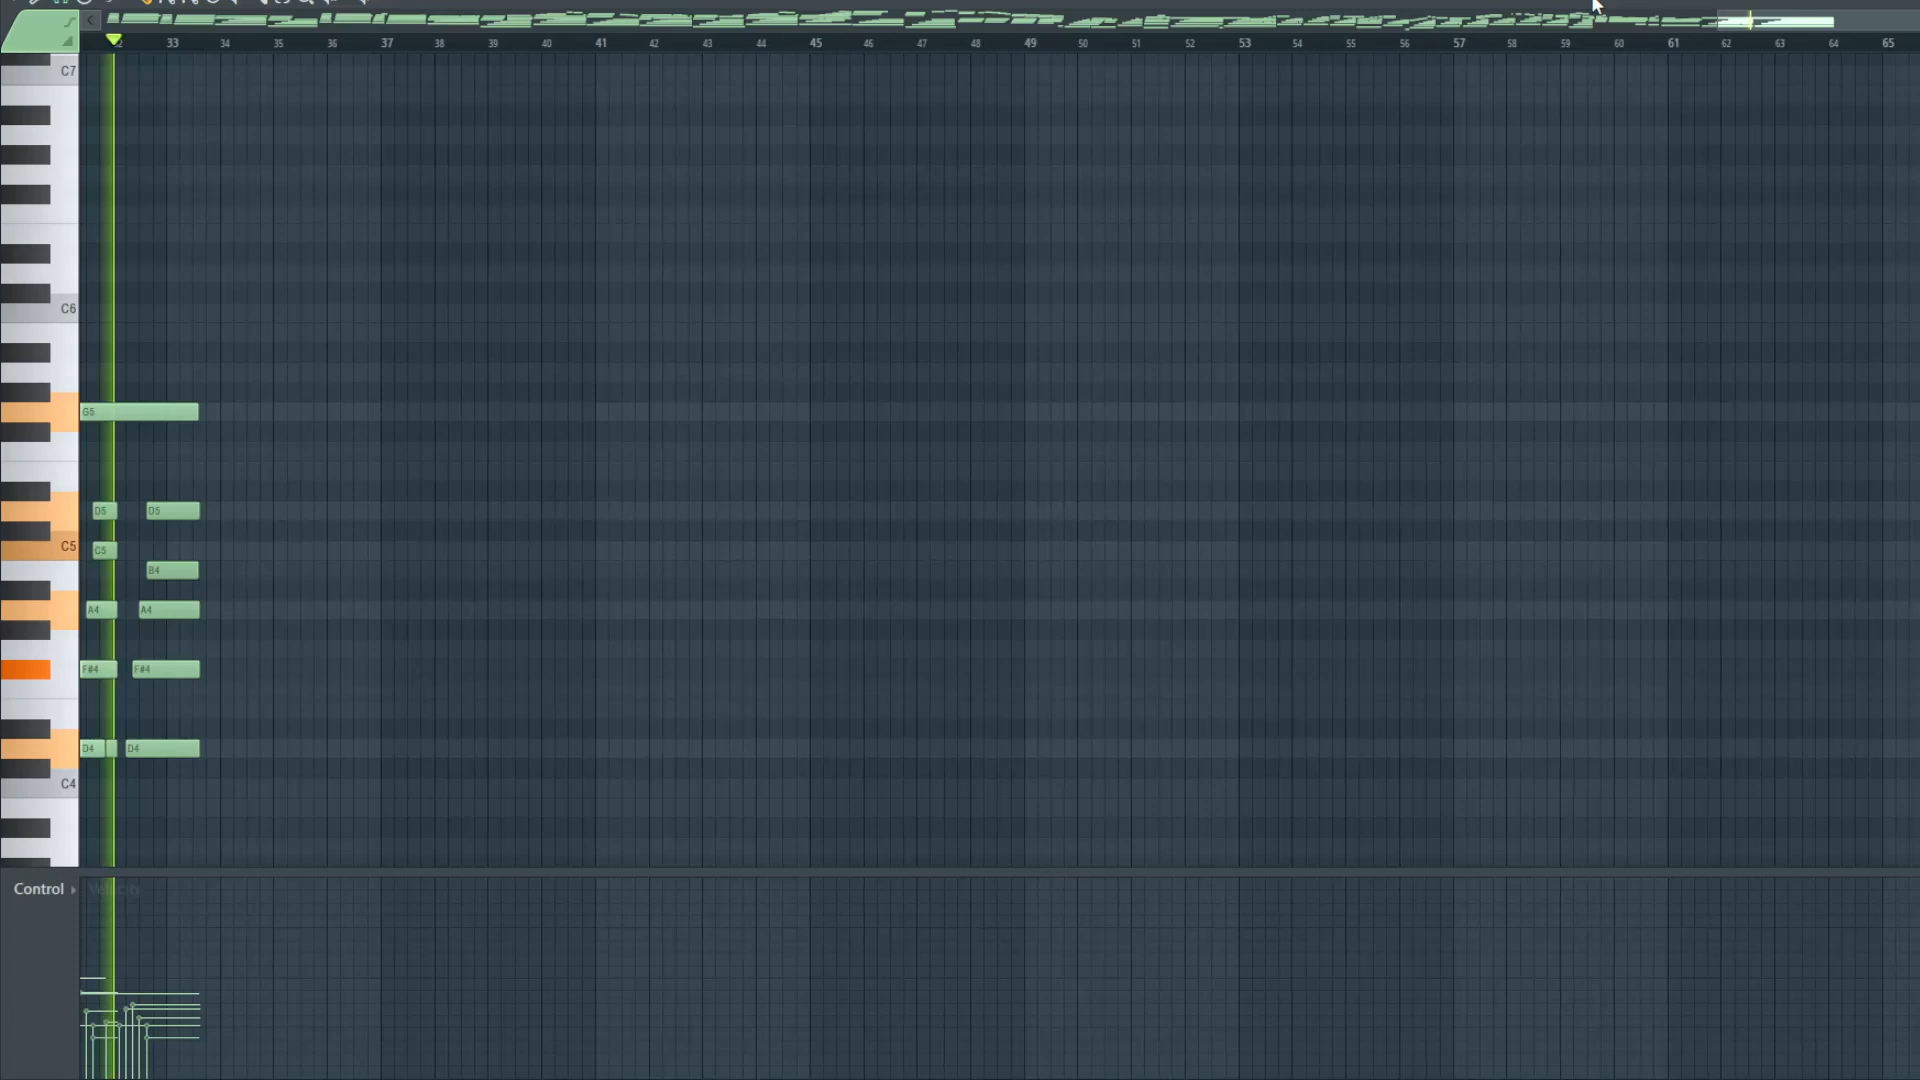 32 33 34 35 36 37 38 39 40 41 42 43 44 45 46 47 48 49 50 51 52 53 54 55 56 57 58 59 60 61 62 63 64 65
C7
C6
G5
D5 D5
C5 C5
B4
A4 A4
F#4 F#4
D4 D4
C4
Control Velocity